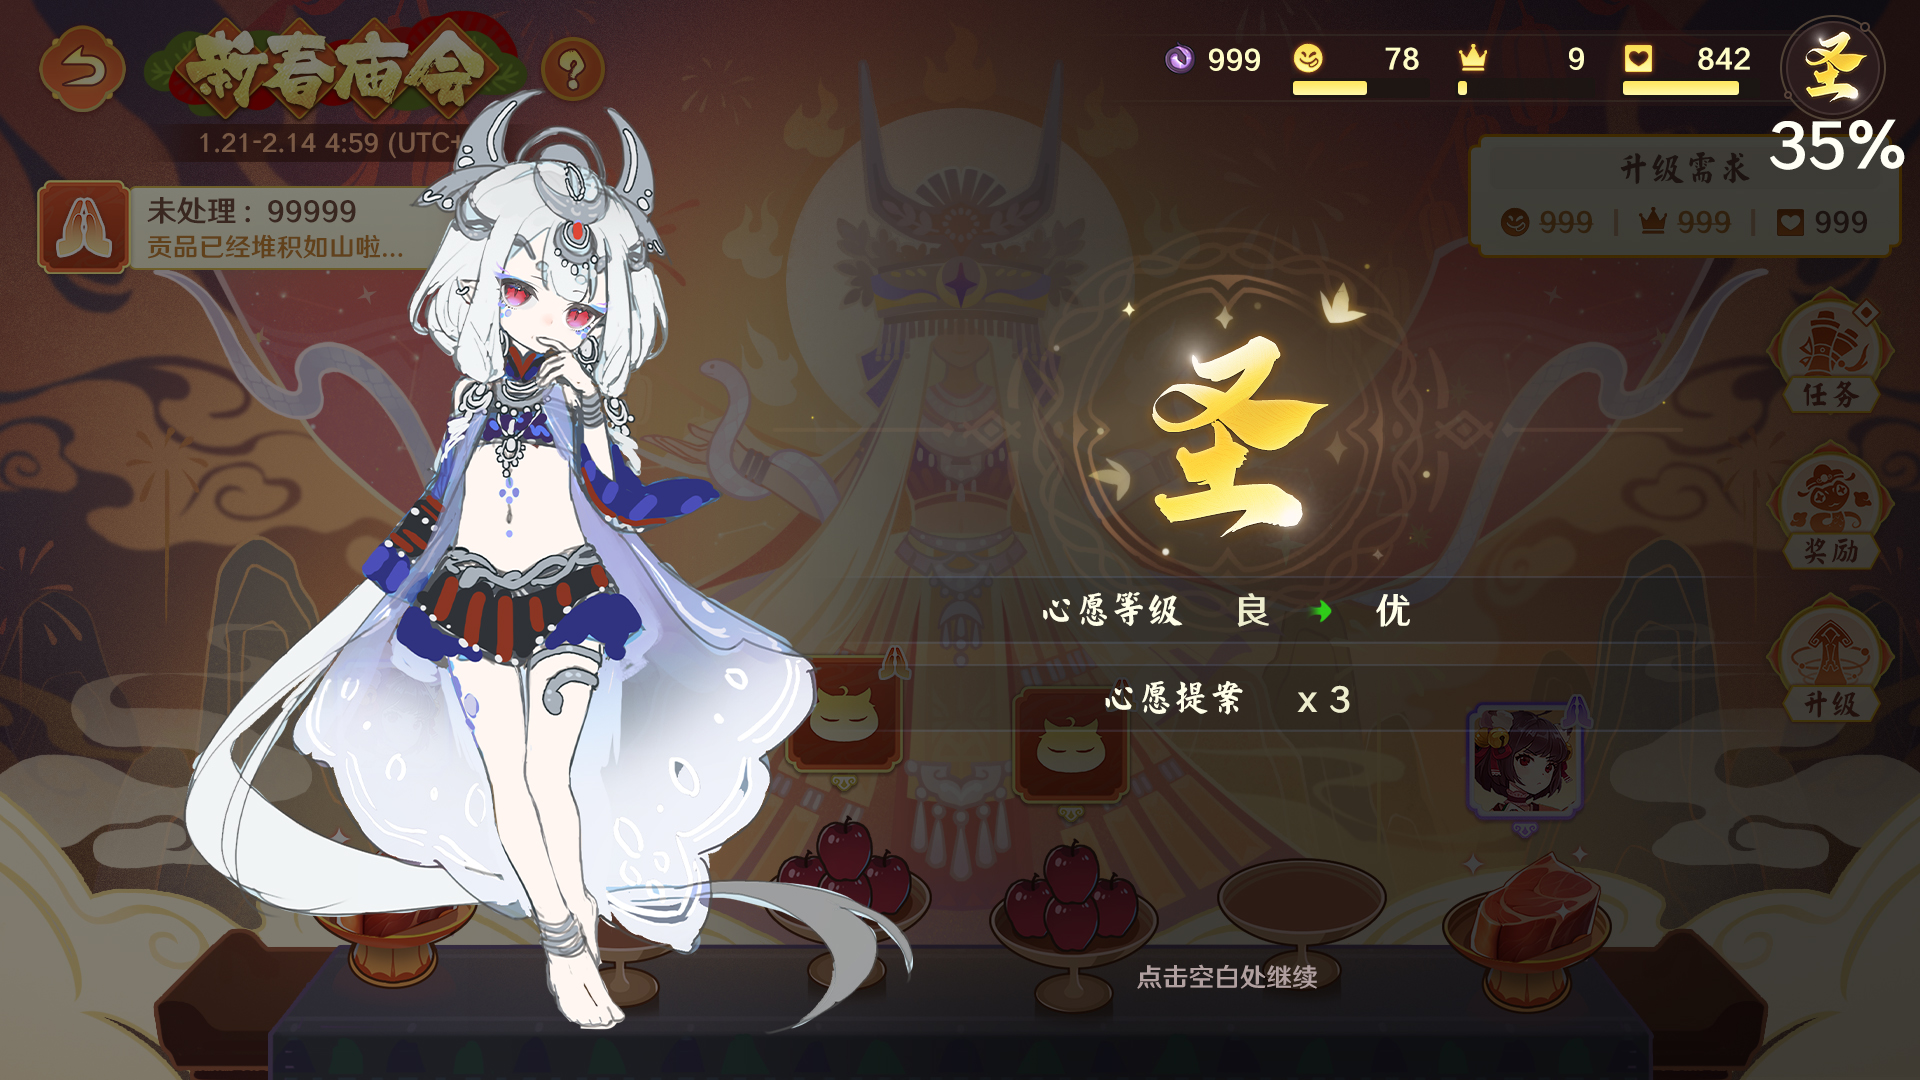 新春庙会
?
1.21-2.14 4:59 (UTC+
999
78
9
842
圣
35%
未处理：99999
贡品已经堆积如山啦...
升级需求
999 | 999 | 999
圣
任务
奖励
升级
心愿等级 良 → 优
心愿提案 x 3
点击空白处继续